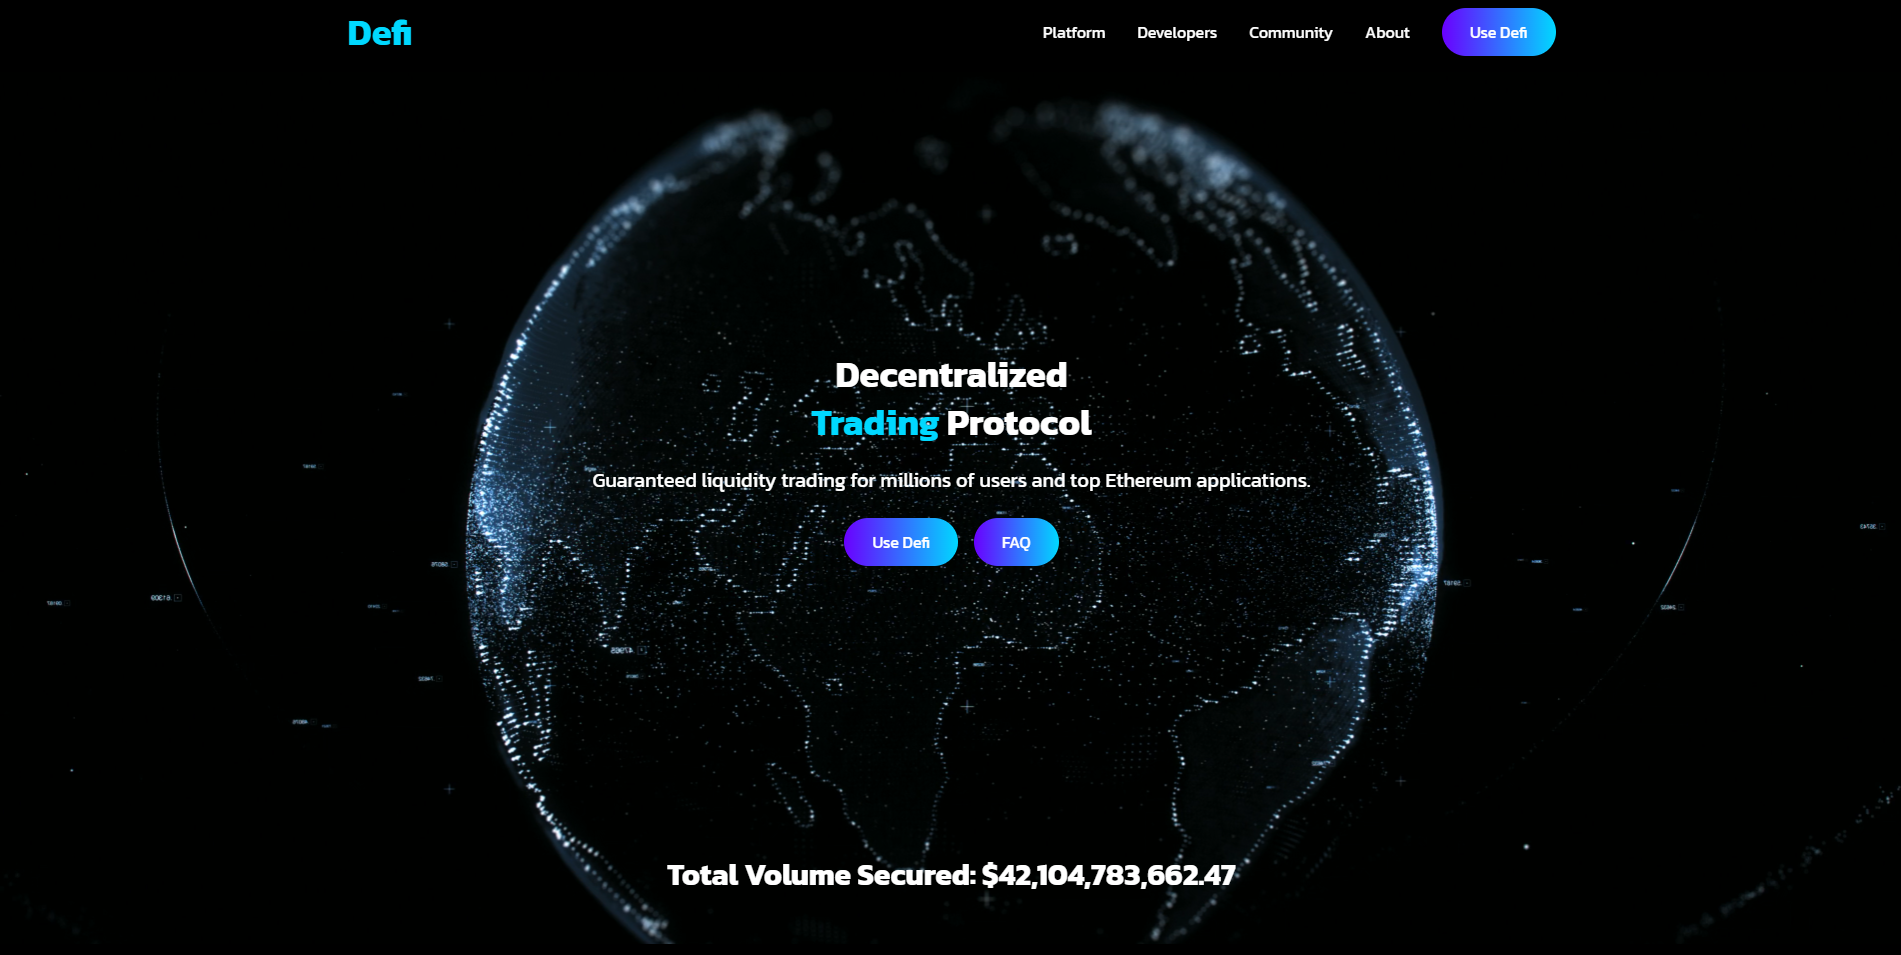 Defi
Platform Developers Community About Use Defi
Decentralized
Trading Protocol
Guaranteed liquidity trading for millions of users and top Ethereum applications.
Use Defi FAQ
Total Volume Secured: $42,104,783,662.47